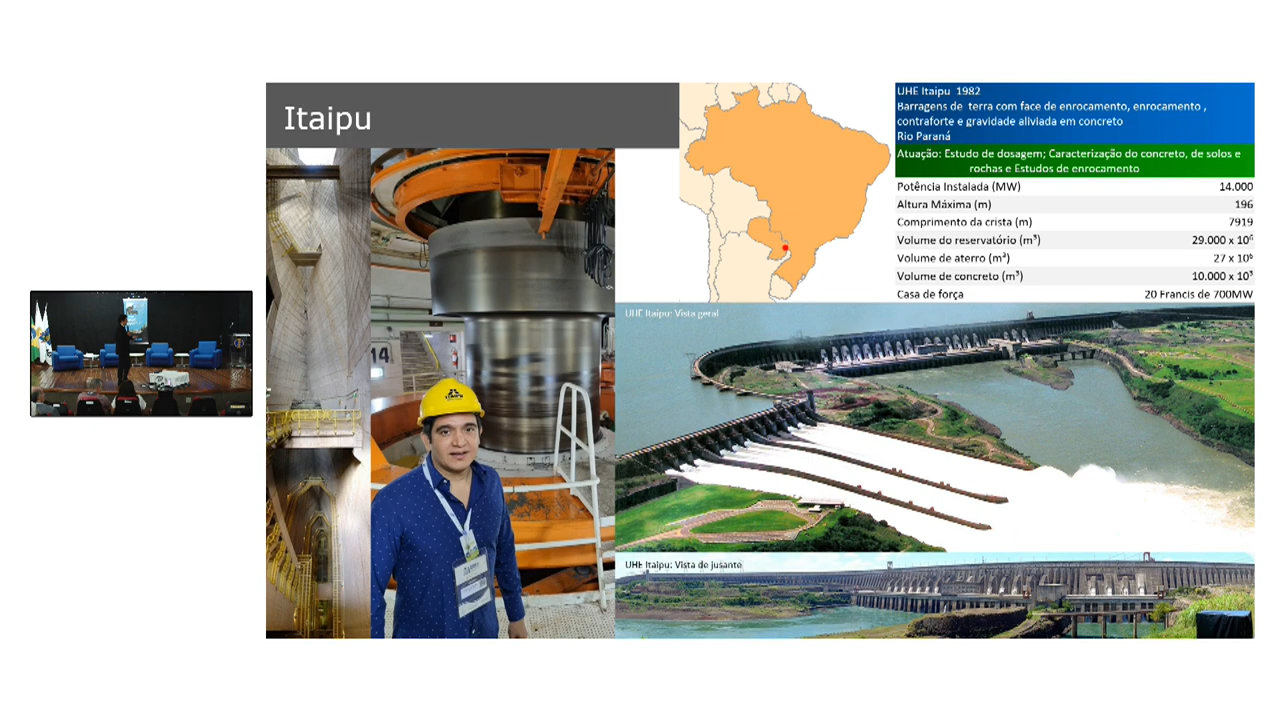 Itaipu
UHE Itaipu 1982
Barragens de terra com face de enrocamento, enrocamento ,
contraforte e gravidade aliviada em concreto
Rio Paraná
Atuação: Estudo de dosagem; Caracterização do concreto, de solos e
rochas e Estudos de enrocamento
Potência Instalada (MW) 14.000
Altura Máxima (m) 196
Comprimento da crista (m) 7919
Volume do reservatório (m³) 29.000 x 10⁶
Volume de aterro (m³) 27 x 10⁶
Volume de concreto (m³) 10.000 x 10³
Casa de força 20 Francis de 700MW
UHE Itaipu: Vista geral
14
UHE Itaipu: Vista de jusante